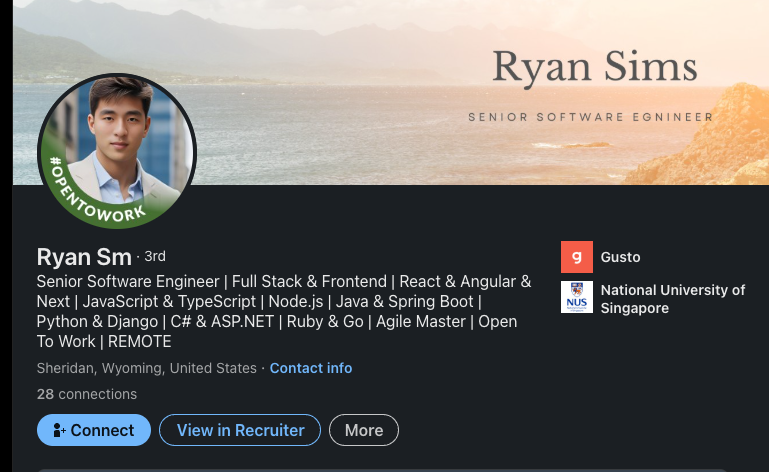 Ryan Sims
SENIOR SOFTWARE EGNINEER
#OPENTOWORK
Ryan Sm · 3rd
Senior Software Engineer | Full Stack & Frontend | React & Angular &
Next | JavaScript & TypeScript | Node.js | Java & Spring Boot |
Python & Django | C# & ASP.NET | Ruby & Go | Agile Master | Open
To Work | REMOTE
Sheridan, Wyoming, United States · Contact info
28 connections
Connect
View in Recruiter
More
g
Gusto
NUS
National University of
Singapore